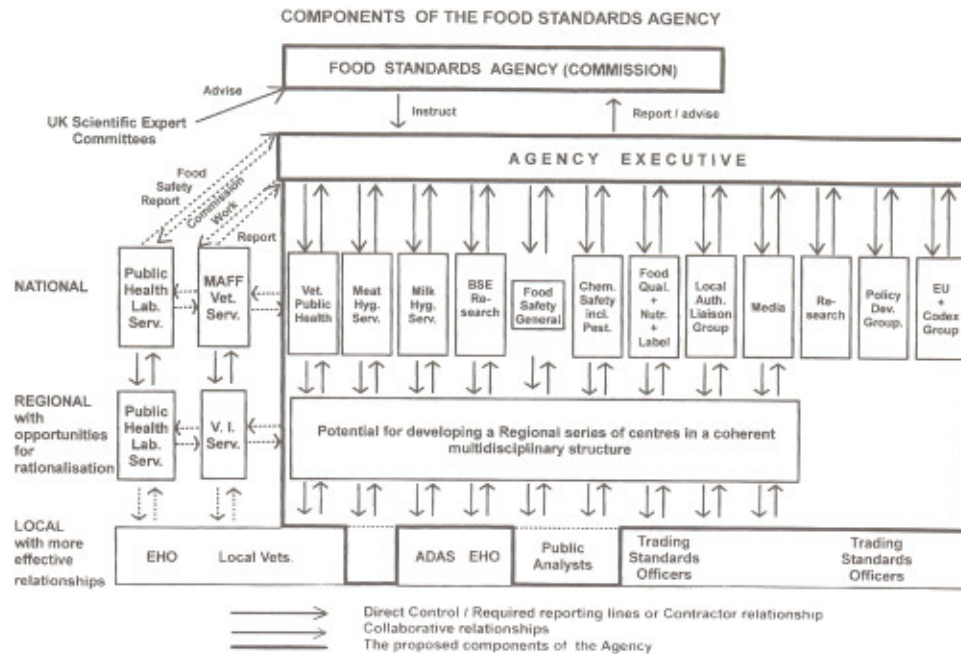 COMPONENTS OF THE FOOD STANDARDS AGENCY
FOOD STANDARDS AGENCY (COMMISSION)
Advise
UK Scientific Expert
Committees
Instruct
Report / advise
AGENCY EXECUTIVE
Food
Safety
Report
Commission
Work
Report
NATIONAL
Public
Health
Lab.
Serv.
MAFF
Vet.
Serv.
Vet.
Public
Health
Meat
Hyg.
Serv.
Milk
Hyg.
Serv.
BSE
Re-
search
Food
Safety
General
Chem.
Safety
incl.
Pest.
Food
Qual.
+
Nutr.
+
Label
Local
Auth.
Liaison
Group
Media
Re-
search
Policy
Dev.
Group.
EU
+
Codex
Group
REGIONAL
with
opportunities
for
rationalisation
Public
Health
Lab.
Serv.
V. I.
Serv.
Potential for developing a Regional series of centres in a coherent
multidisciplinary structure
LOCAL
with more
effective
relationships
EHO
Local Vets.
ADAS EHO
Public
Analysts
Trading
Standards
Officers
Trading
Standards
Officers
Direct Control / Required reporting lines or Contractor relationship
Collaborative relationships
The proposed components of the Agency